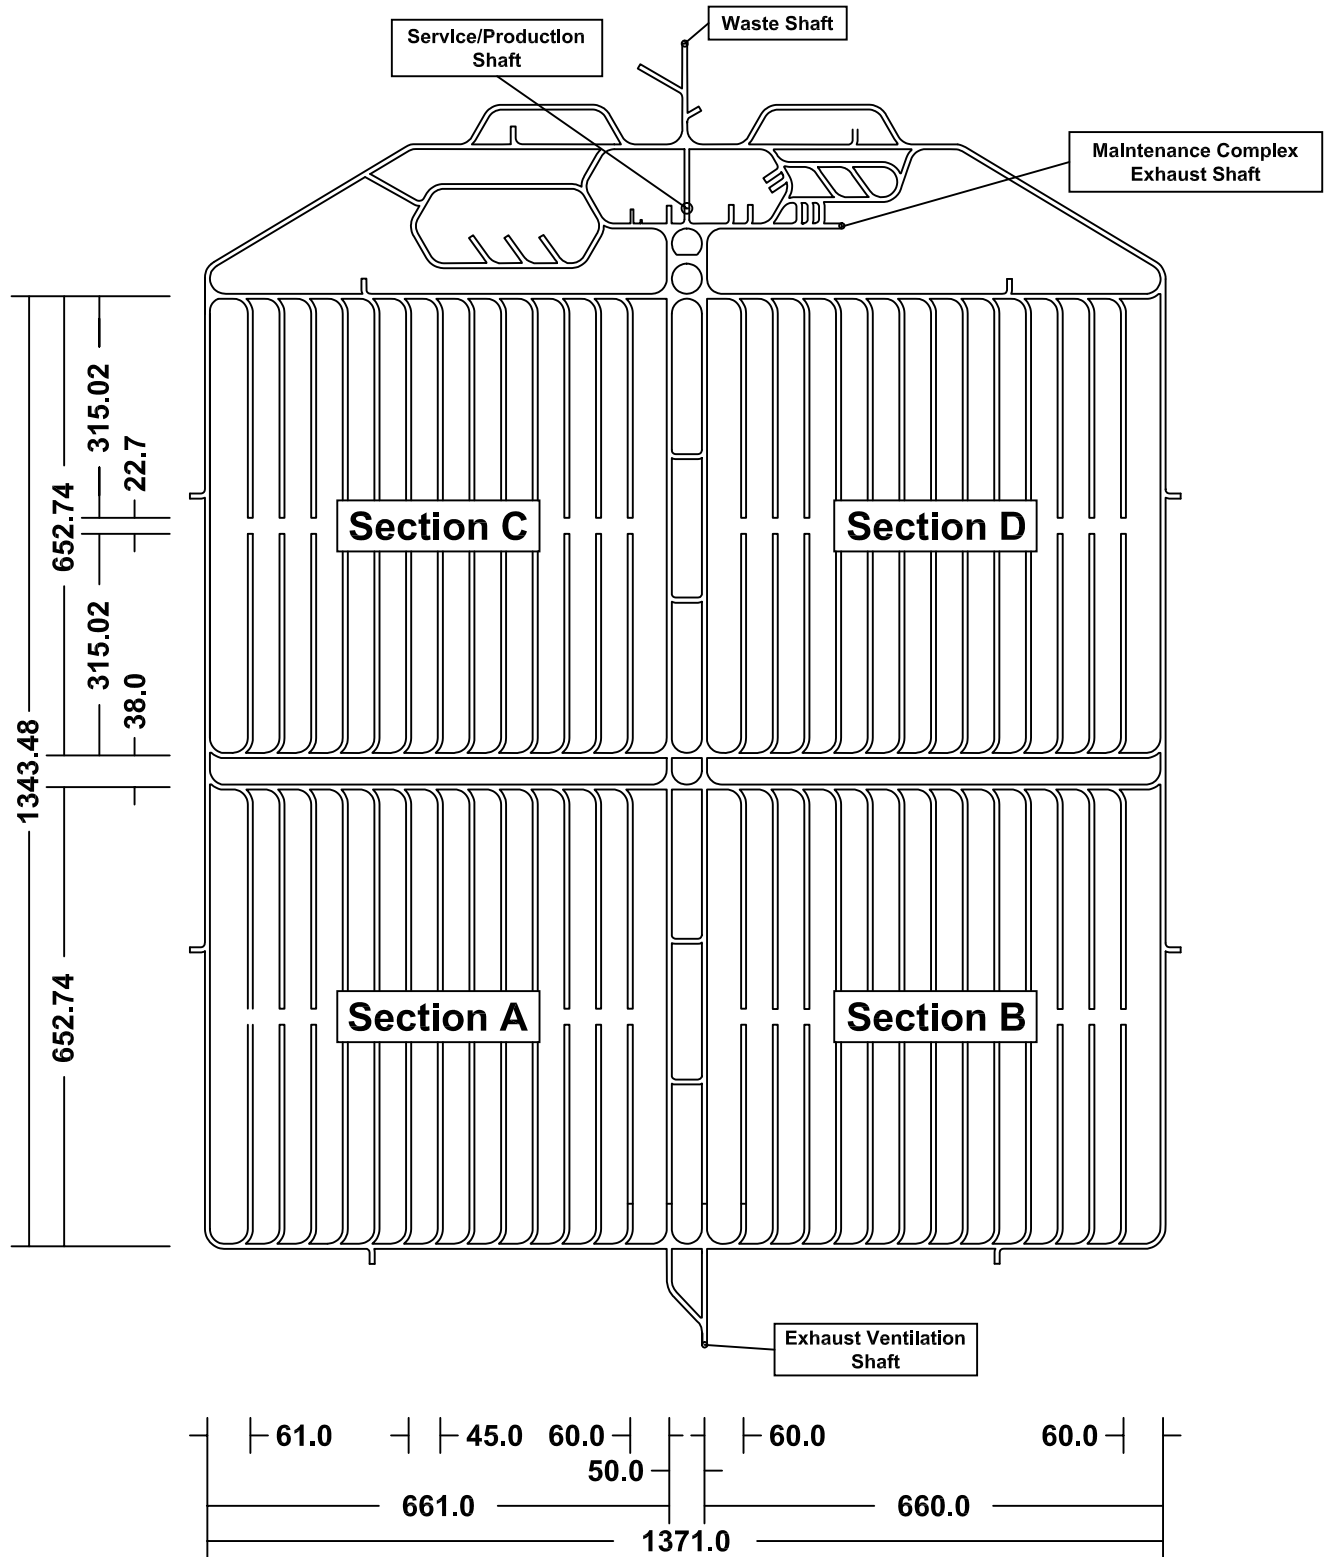 Waste Shaft
Service/Production
Shaft
Maintenance Complex
Exhaust Shaft
315.02
22.7
652.74
Section C
Section D
315.02
38.0
1343.48
652.74
Section A
Section B
Exhaust Ventilation
Shaft
61.0
45.0
60.0
60.0
60.0
50.0
661.0
660.0
1371.0